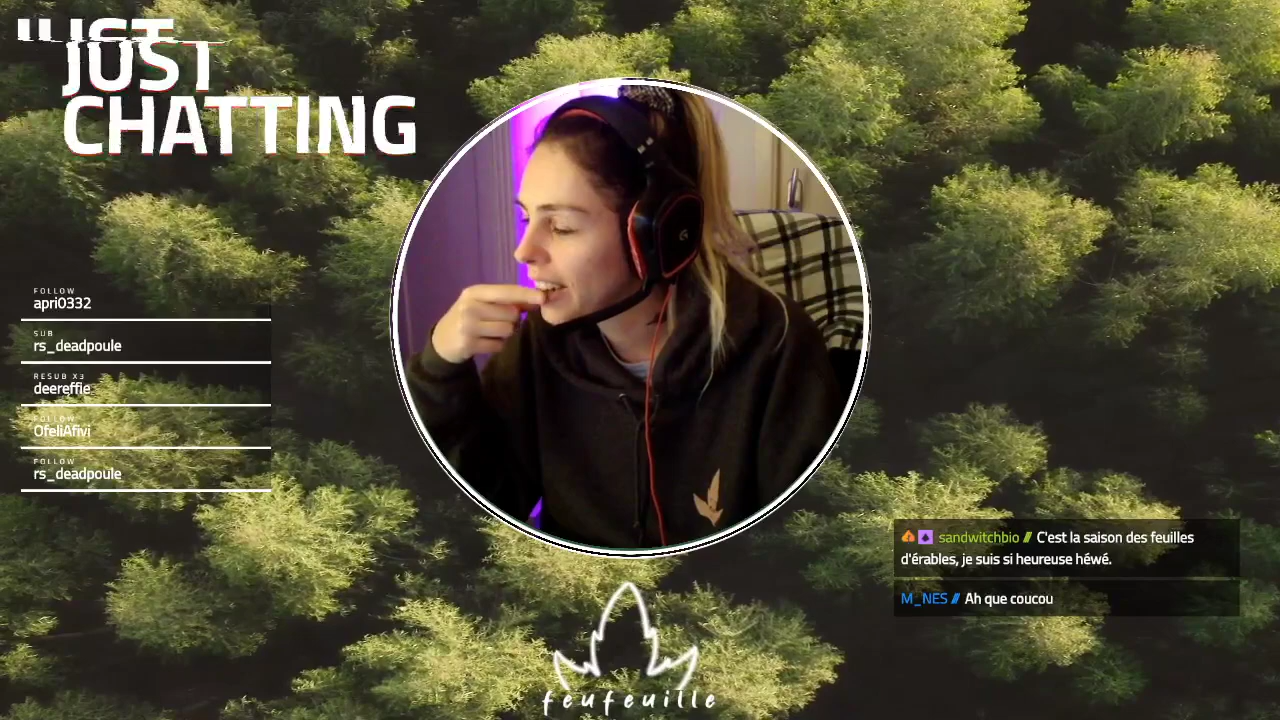 JUST
CHATTING
FOLLOW
apri0332
SUB
rs_deadpoule
RESUB X3
deereffie
FOLLOW
OfeliAfivi
FOLLOW
rs_deadpoule
sandwitchbio // C'est la saison des feuilles
d'érables, je suis si heureuse héwé.
M_NES // Ah que coucou
feufeuille